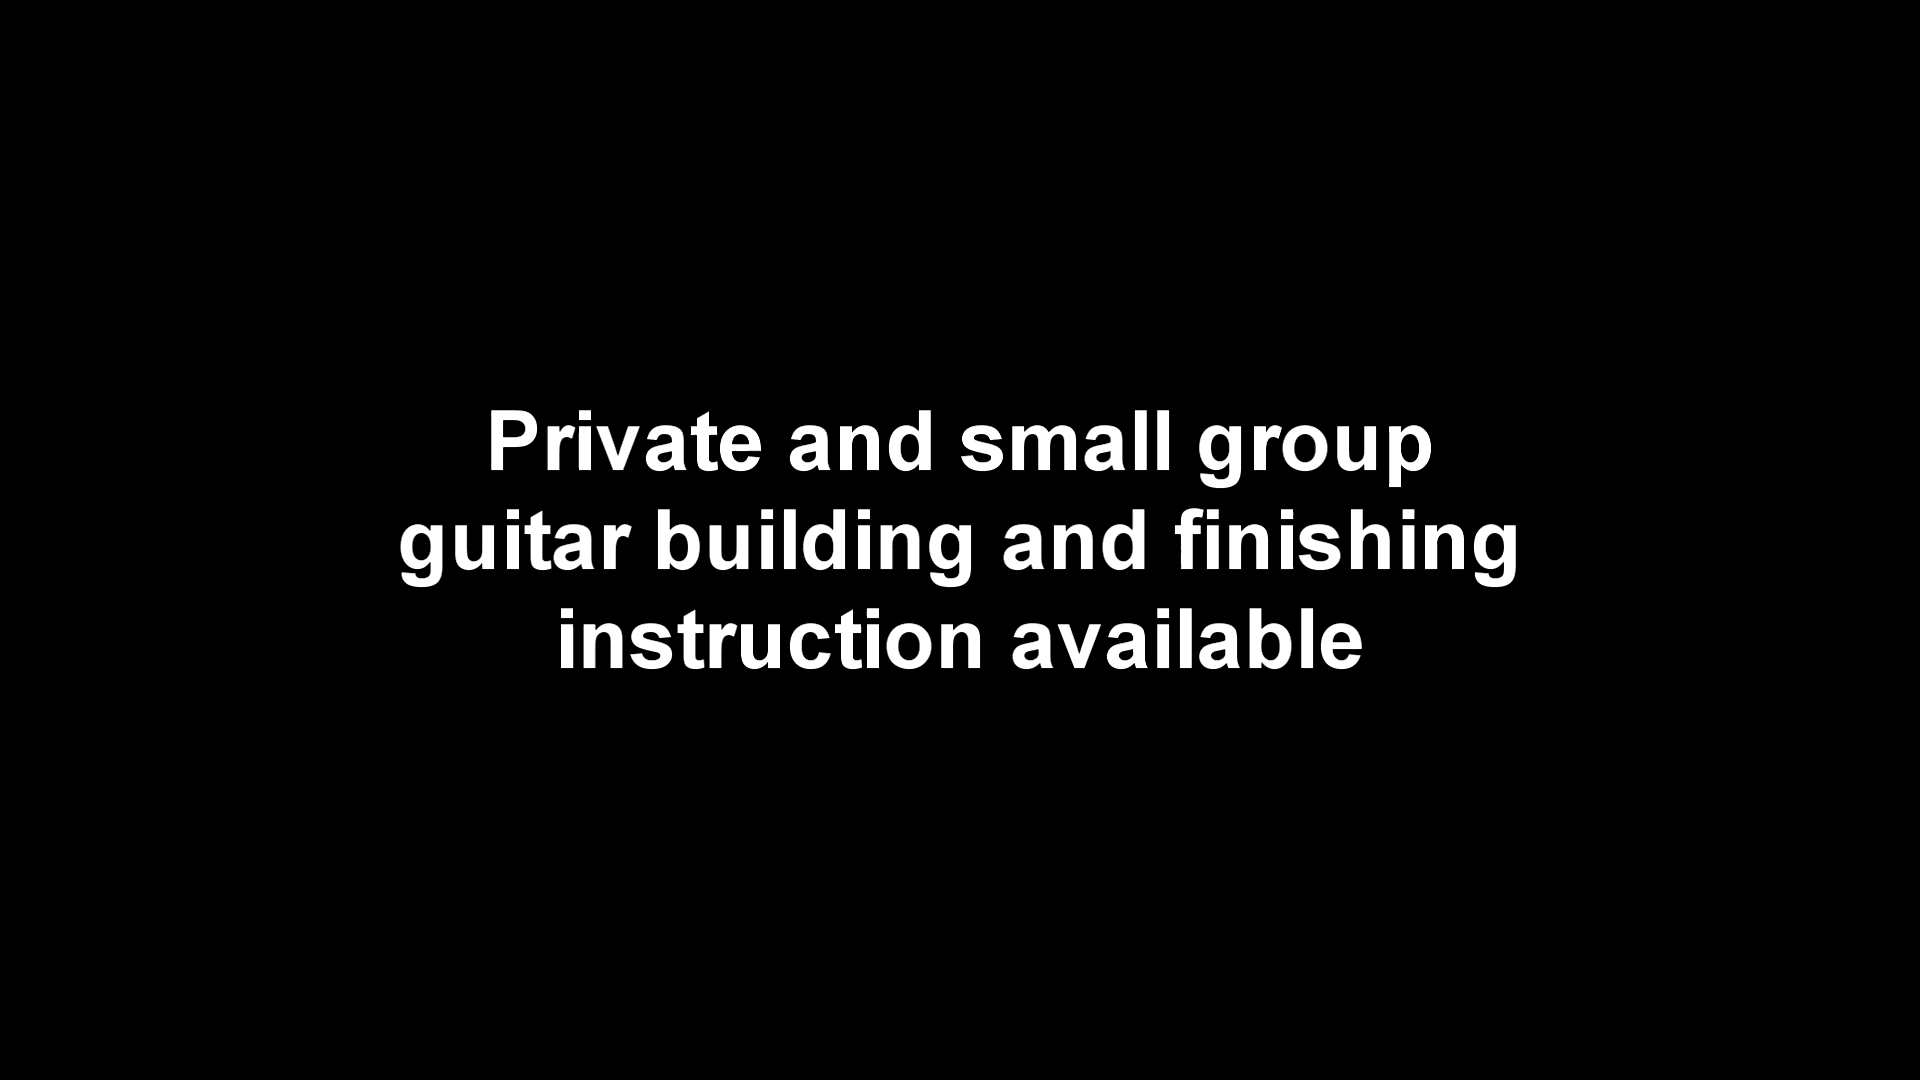 Private and small group
guitar building and finishing
instruction available